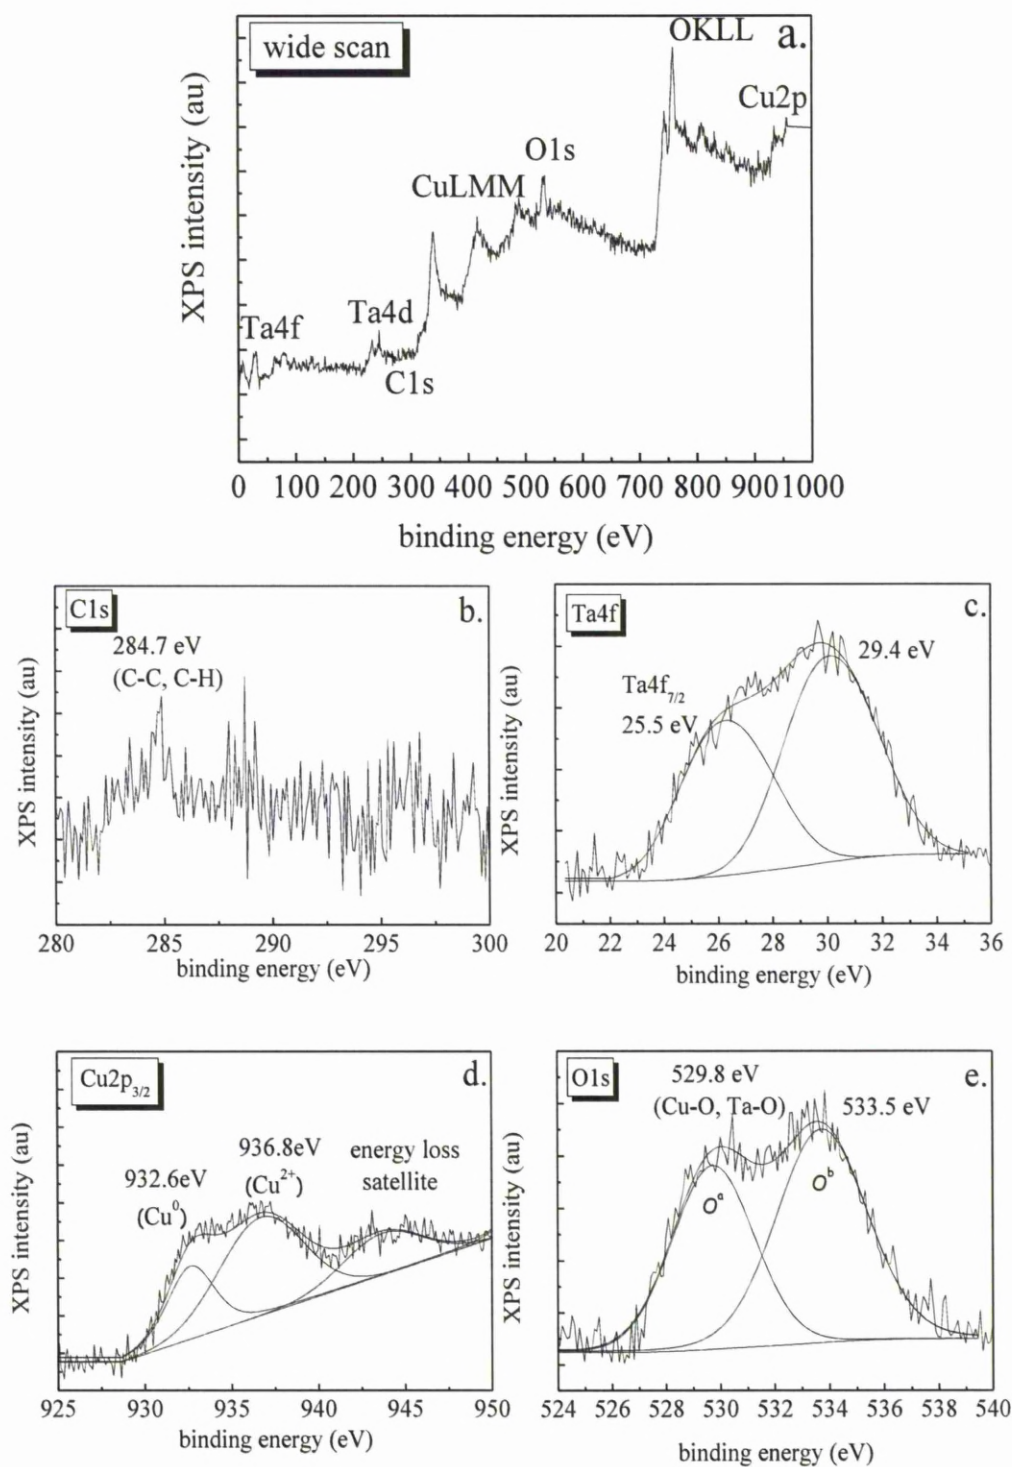 wide scan
a.
OKLL
Cu2p
O1s
CuLMM
Ta4d
Ta4f
C1s
XPS intensity (au)
0 100 200 300 400 500 600 700 800 900 1000
binding energy (eV)
C1s
b.
284.7 eV
(C-C, C-H)
XPS intensity (au)
280 285 290 295 300
binding energy (eV)
Ta4f
c.
29.4 eV
Ta4f7/2
25.5 eV
XPS intensity (au)
20 22 24 26 28 30 32 34 36
binding energy (eV)
Cu2p3/2
d.
936.8eV
(Cu2+)
energy loss
satellite
932.6eV
(Cu0)
XPS intensity (au)
925 930 935 940 945 950
binding energy (eV)
O1s
e.
529.8 eV
(Cu-O, Ta-O)
533.5 eV
Oa
Ob
XPS intensity (au)
524 526 528 530 532 534 536 538 540
binding energy (eV)